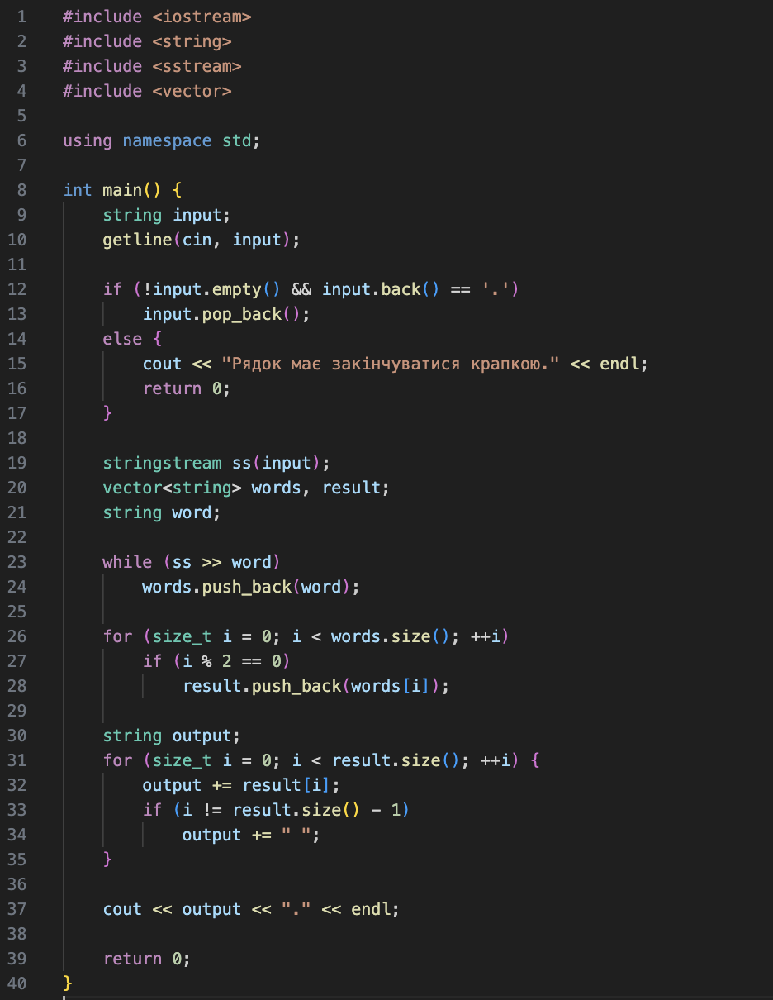 1 #include <iostream>
2 #include <string>
3 #include <sstream>
4 #include <vector>
5
6 using namespace std;
7
8 int main() {
9     string input;
10     getline(cin, input);
11
12     if (!input.empty() && input.back() == '.')
13         input.pop_back();
14     else {
15         cout << "Рядок має закінчуватися крапкою." << endl;
16         return 0;
17     }
18
19     stringstream ss(input);
20     vector<string> words, result;
21     string word;
22
23     while (ss >> word)
24         words.push_back(word);
25
26     for (size_t i = 0; i < words.size(); ++i)
27         if (i % 2 == 0)
28             result.push_back(words[i]);
29
30     string output;
31     for (size_t i = 0; i < result.size(); ++i) {
32         output += result[i];
33         if (i != result.size() - 1)
34             output += " ";
35     }
36
37     cout << output << "." << endl;
38
39     return 0;
40 }